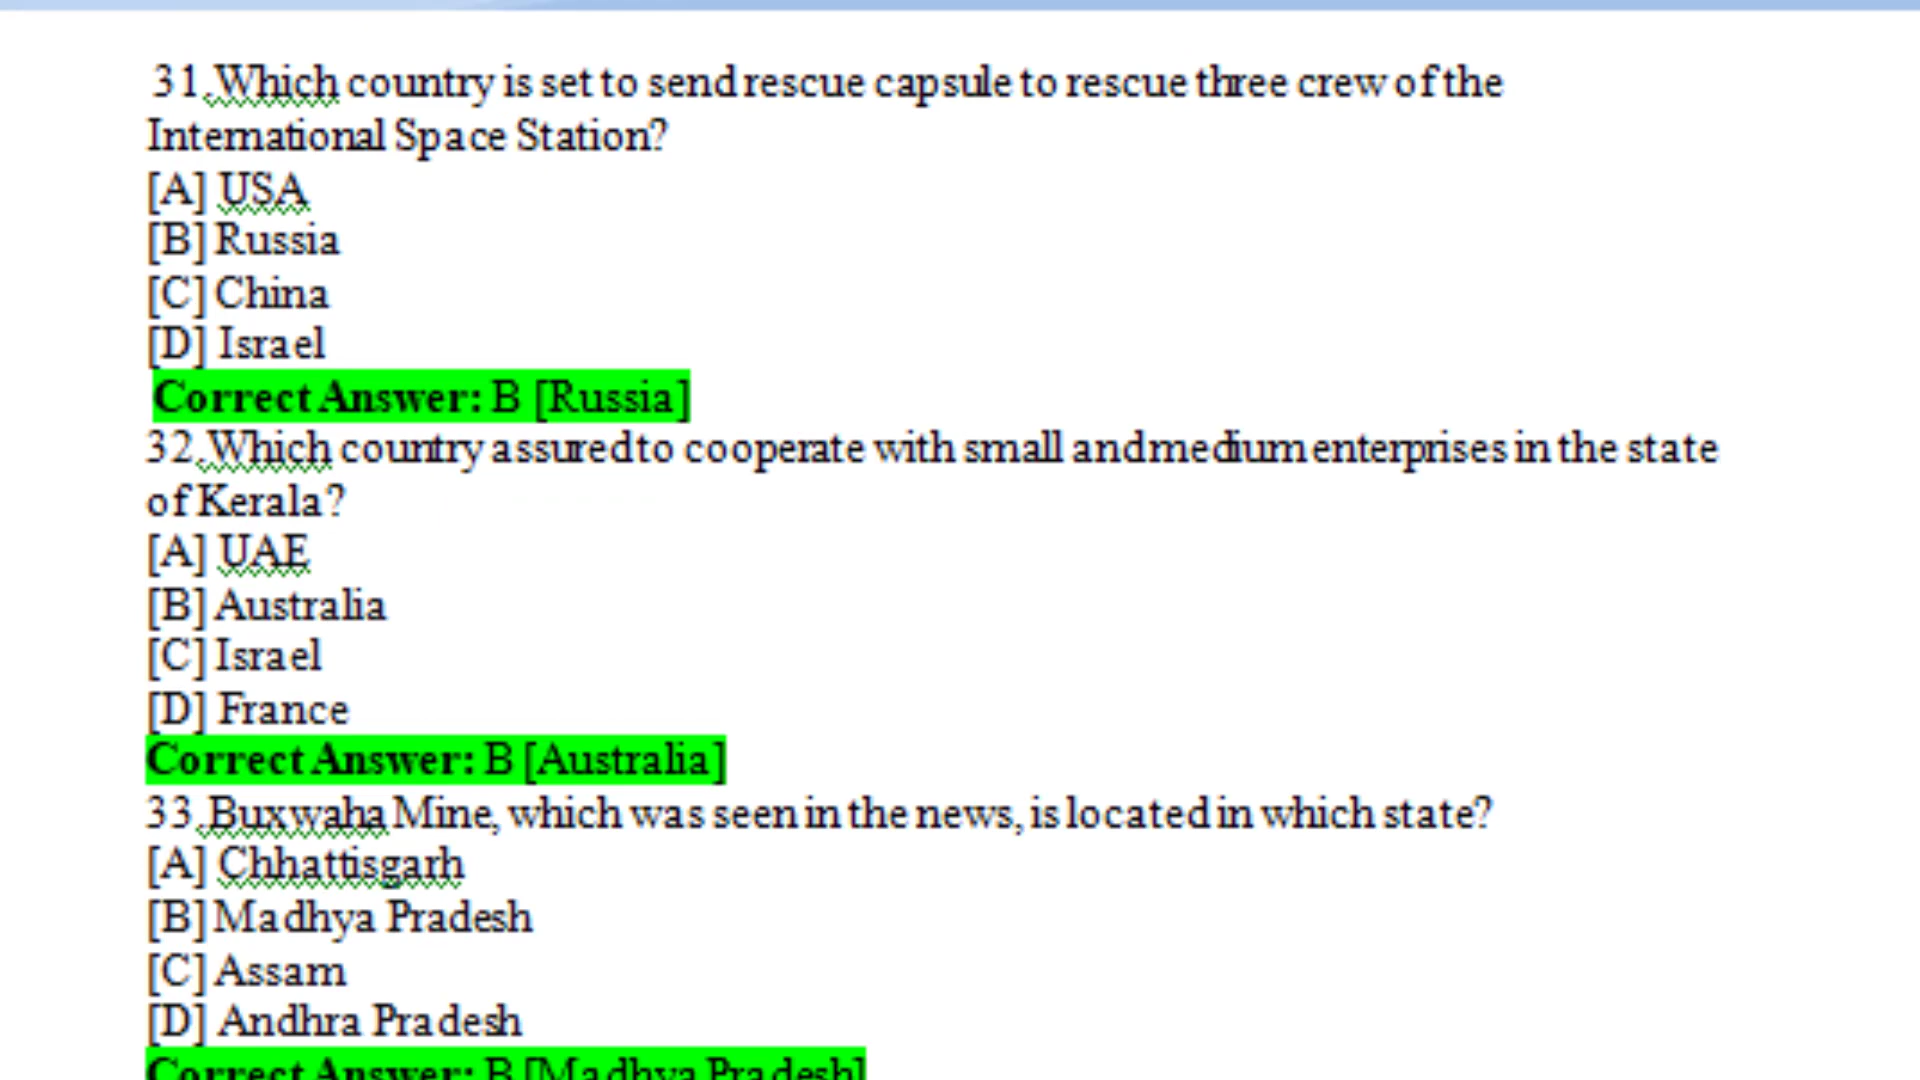 31.Which country is set to send rescue capsule to rescue three crew of the
International Space Station?
[A] USA
[B] Russia
[C] China
[D] Israel
Correct Answer: B [Russia]
32.Which country assured to cooperate with small and medium enterprises in the state
of Kerala?
[A] UAE
[B] Australia
[C] Israel
[D] France
Correct Answer: B [Australia]
33.Buxwaha Mine, which was seen in the news, is located in which state?
[A] Chhattisgarh
[B] Madhya Pradesh
[C] Assam
[D] Andhra Pradesh
Correct Answer: B [Madhya Pradesh]